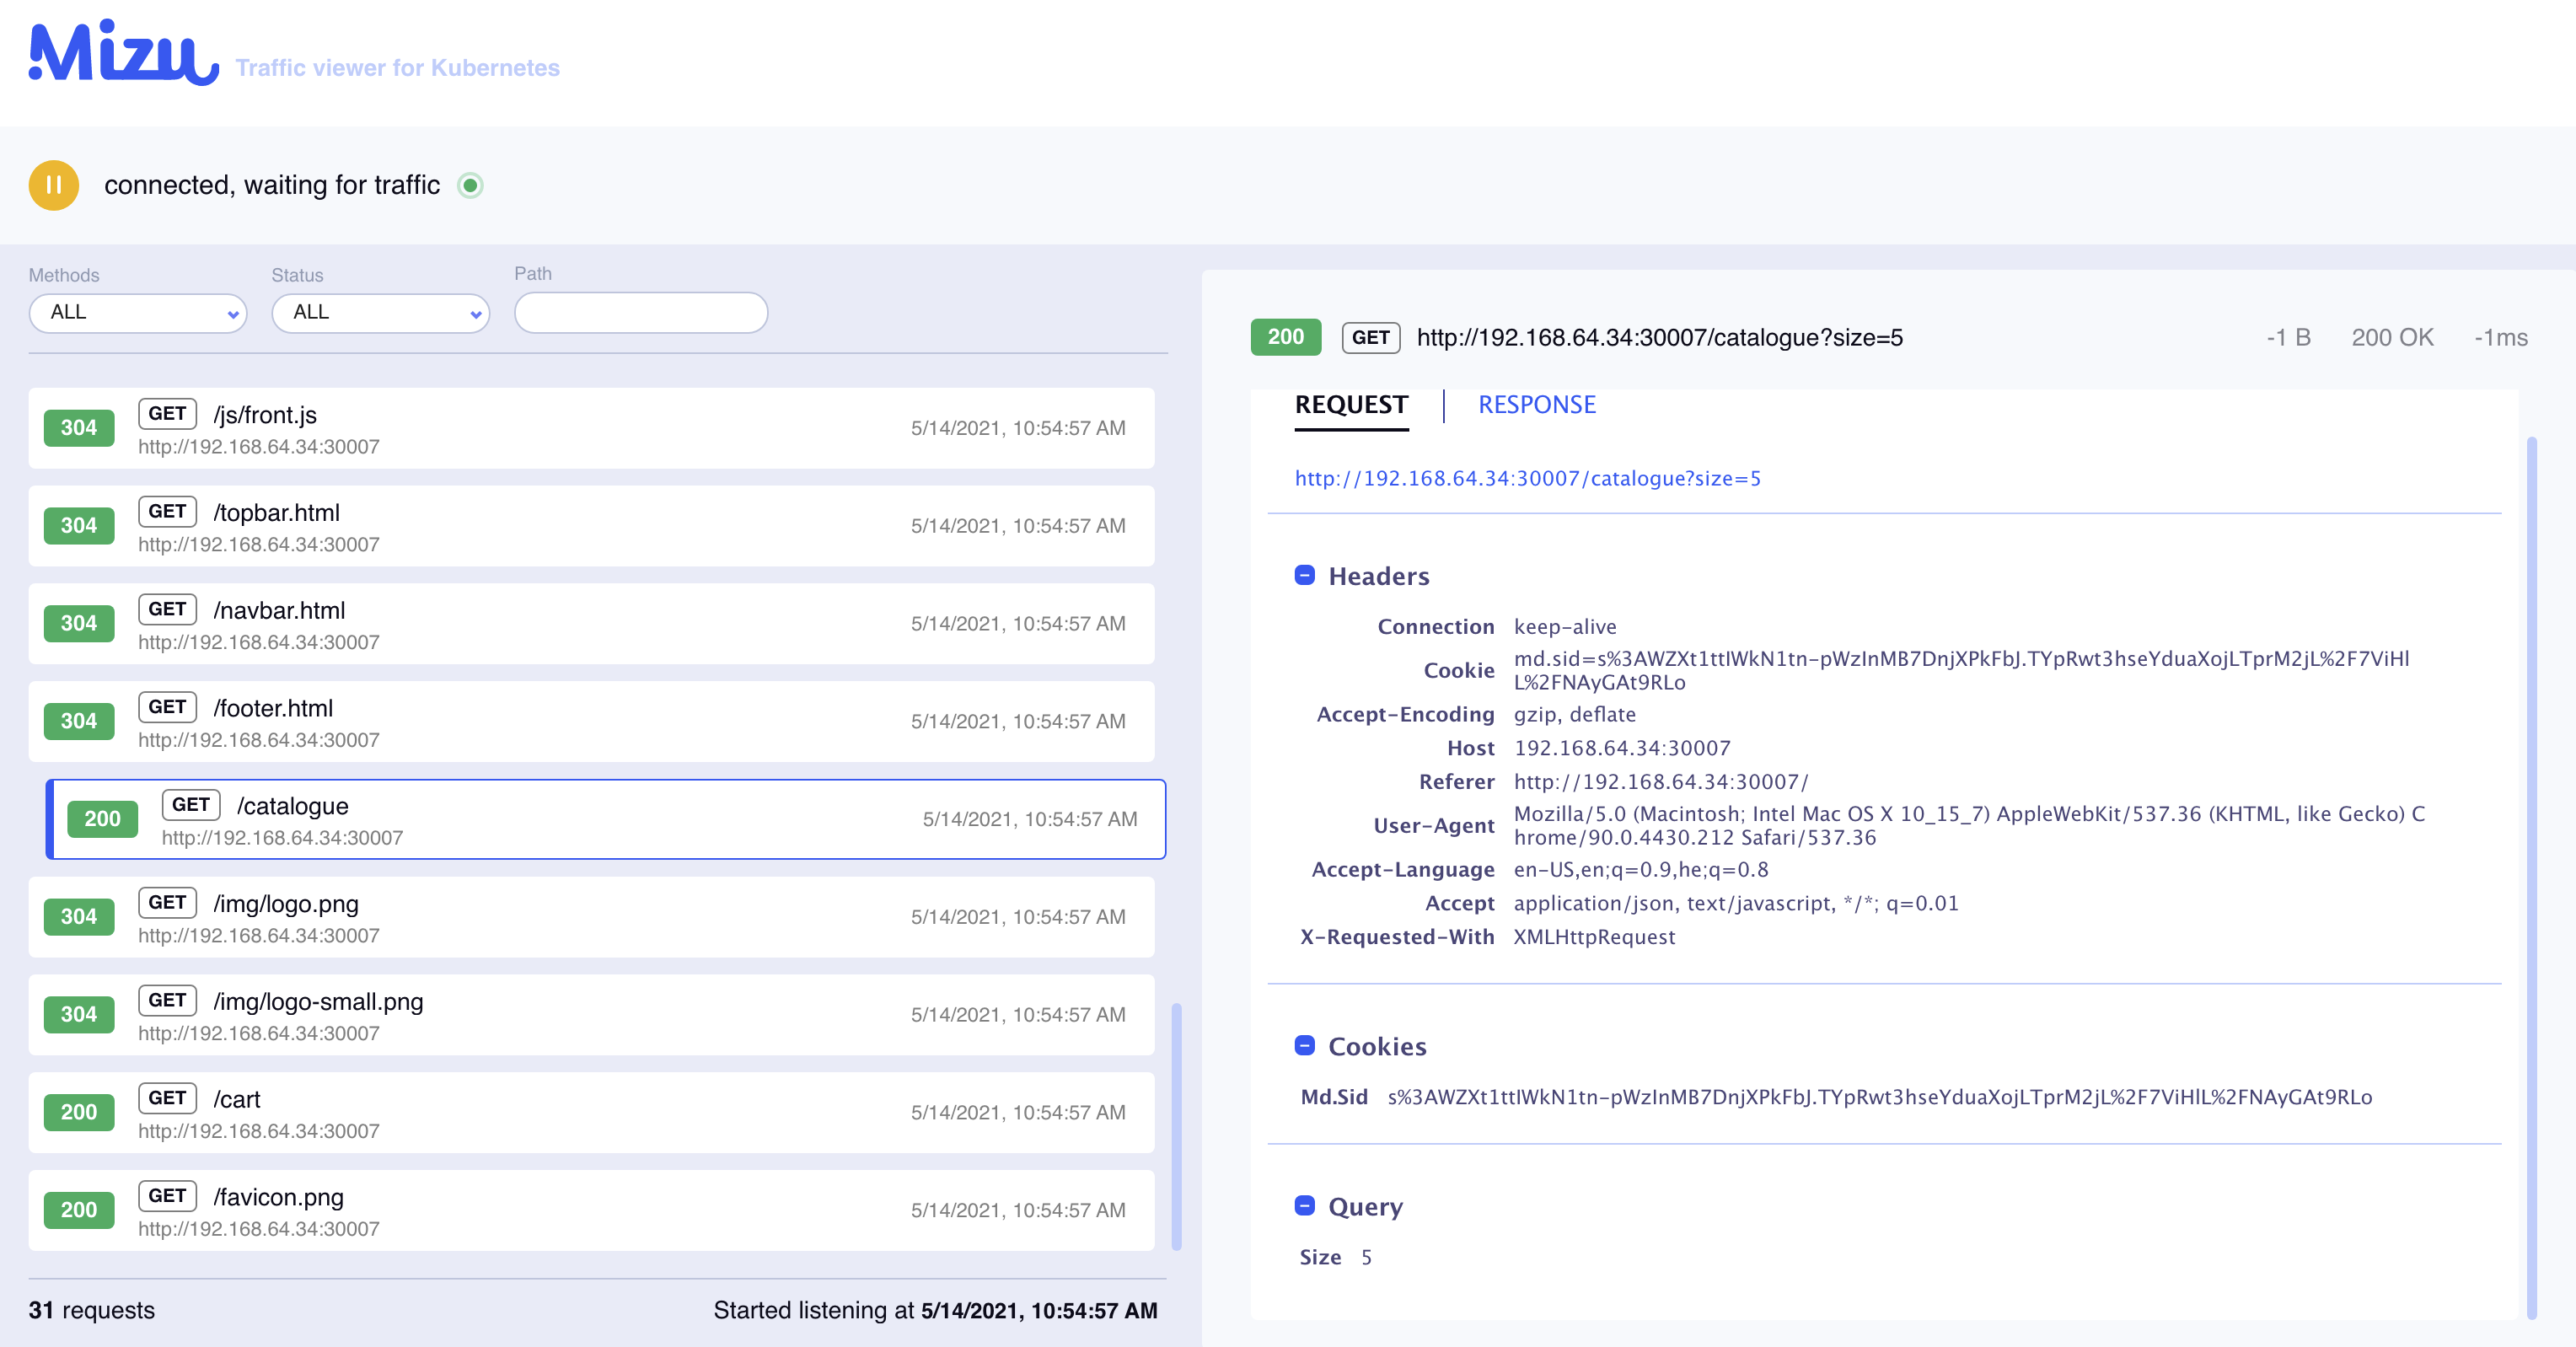 Mizu Traffic viewer for Kubernetes
connected, waiting for traffic
Methods Status Path
ALL ALL
304 GET /js/front.js 5/14/2021, 10:54:57 AM
http://192.168.64.34:30007
304 GET /topbar.html 5/14/2021, 10:54:57 AM
http://192.168.64.34:30007
304 GET /navbar.html 5/14/2021, 10:54:57 AM
http://192.168.64.34:30007
304 GET /footer.html 5/14/2021, 10:54:57 AM
http://192.168.64.34:30007
200 GET /catalogue 5/14/2021, 10:54:57 AM
http://192.168.64.34:30007
304 GET /img/logo.png 5/14/2021, 10:54:57 AM
http://192.168.64.34:30007
304 GET /img/logo-small.png 5/14/2021, 10:54:57 AM
http://192.168.64.34:30007
200 GET /cart 5/14/2021, 10:54:57 AM
http://192.168.64.34:30007
200 GET /favicon.png 5/14/2021, 10:54:57 AM
http://192.168.64.34:30007
31 requests Started listening at 5/14/2021, 10:54:57 AM
200 GET http://192.168.64.34:30007/catalogue?size=5 -1 B 200 OK -1ms
REQUEST RESPONSE
http://192.168.64.34:30007/catalogue?size=5
Headers
Connection keep-alive
Cookie md.sid=s%3AWZXt1ttIWkN1tn-pWzInMB7DnjXPkFbJ.TYpRwt3hseYduaXojLTprM2jL%2F7ViHl
L%2FNAyGAt9RLo
Accept-Encoding gzip, deflate
Host 192.168.64.34:30007
Referer http://192.168.64.34:30007/
User-Agent Mozilla/5.0 (Macintosh; Intel Mac OS X 10_15_7) AppleWebKit/537.36 (KHTML, like Gecko) C
hrome/90.0.4430.212 Safari/537.36
Accept-Language en-US,en;q=0.9,he;q=0.8
Accept application/json, text/javascript, */*; q=0.01
X-Requested-With XMLHttpRequest
Cookies
Md.Sid s%3AWZXt1ttIWkN1tn-pWzInMB7DnjXPkFbJ.TYpRwt3hseYduaXojLTprM2jL%2F7ViHlL%2FNAyGAt9RLo
Query
Size 5